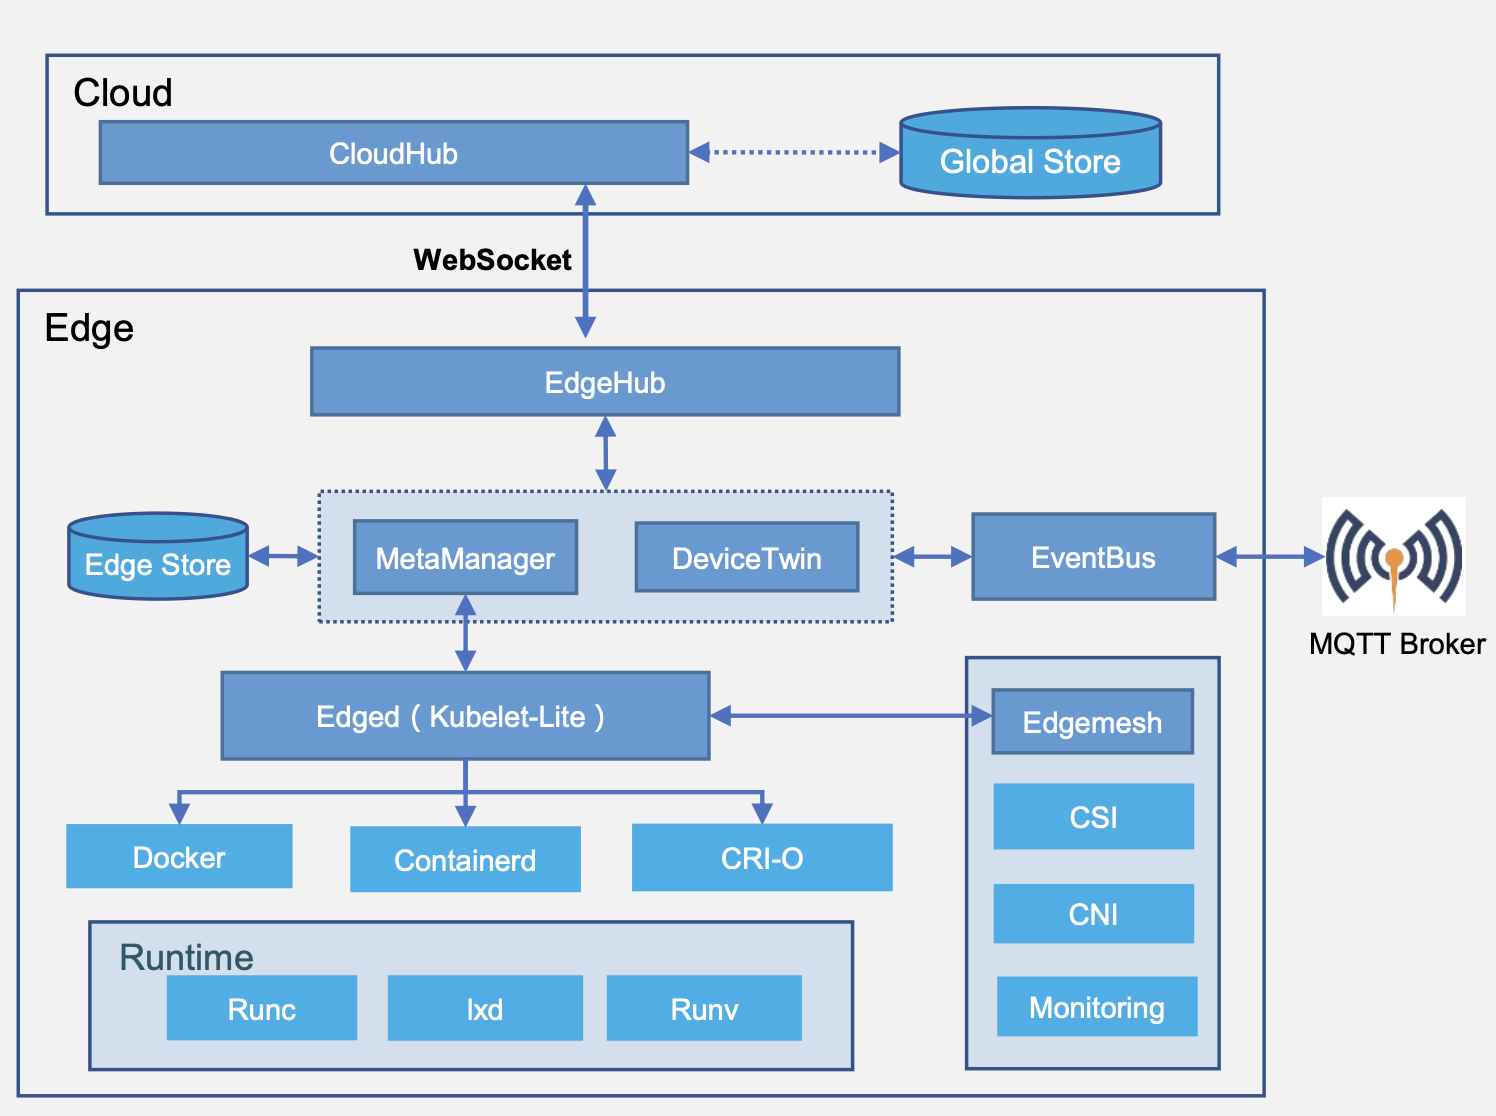 Cloud
CloudHub
Global Store
WebSocket
Edge
EdgeHub
Edge Store
MetaManager
DeviceTwin
EventBus
MQTT Broker
Edged ( Kubelet-Lite )
Edgemesh
CSI
Docker
Containerd
CRI-O
CNI
Runtime
Runc
lxd
Runv
Monitoring